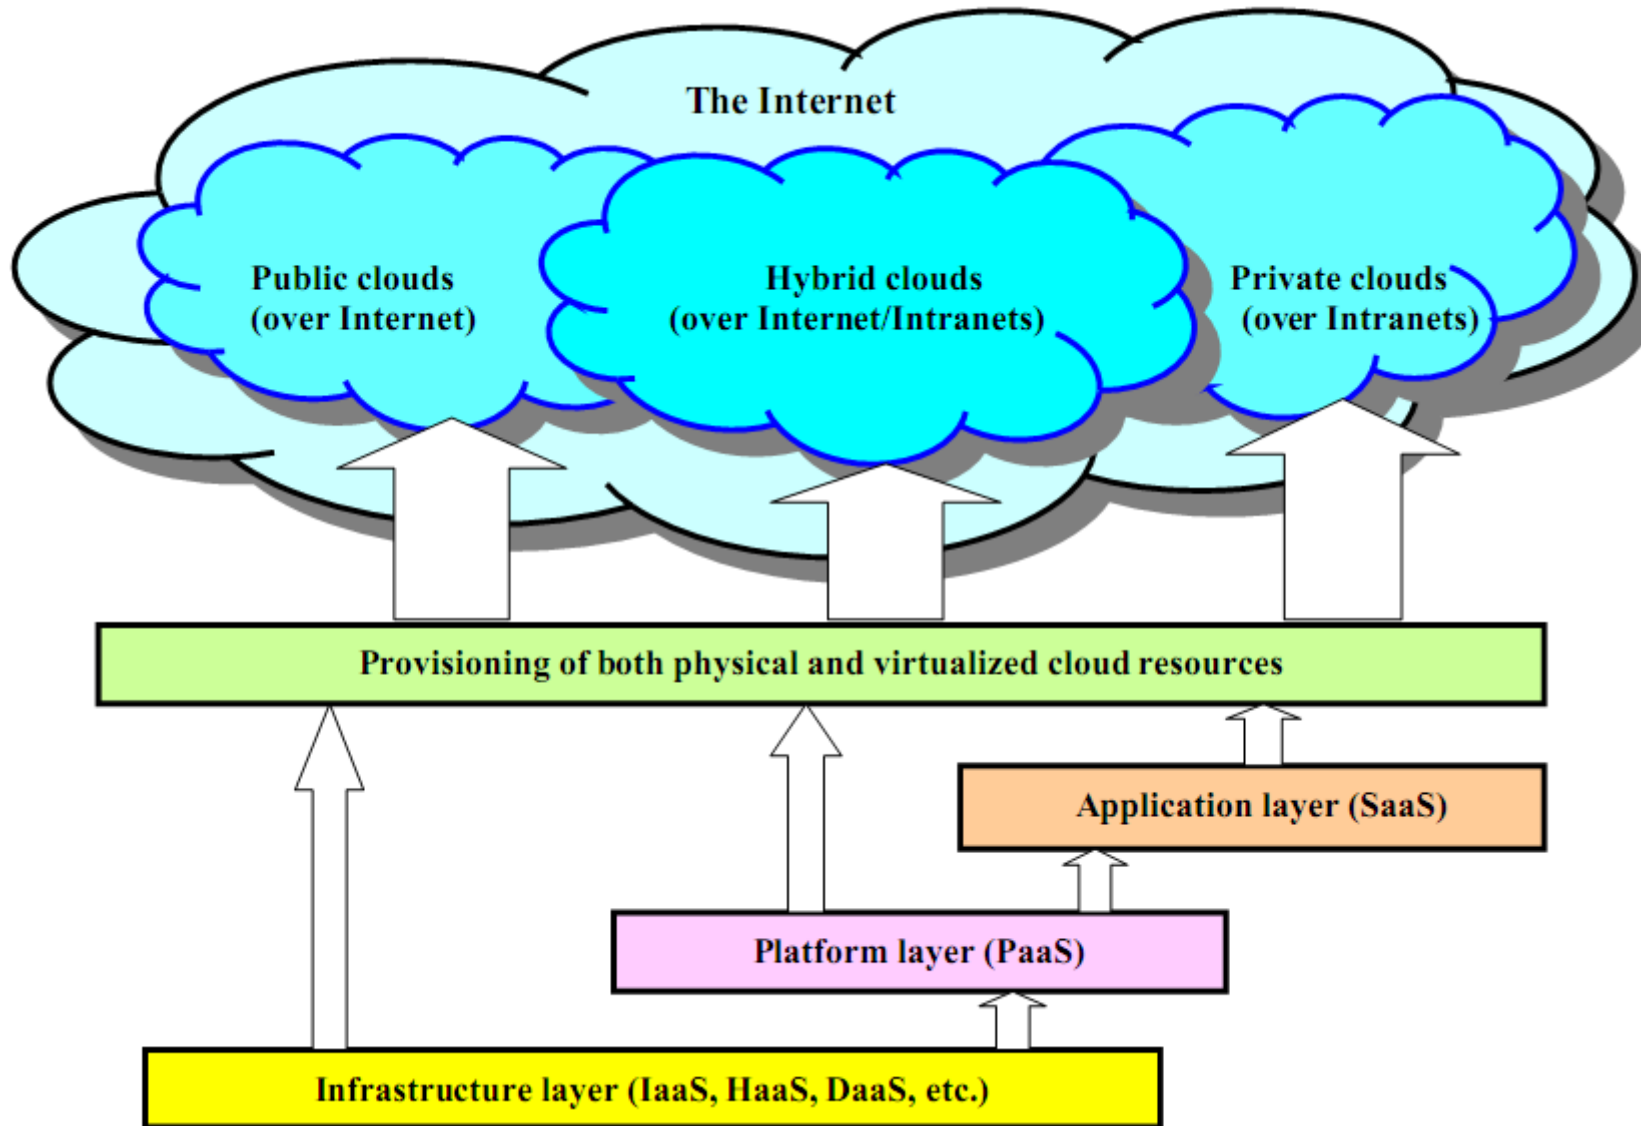 The Internet
Public clouds
(over Internet)
Hybrid clouds
(over Internet/Intranets)
Private clouds
(over Intranets)
Provisioning of both physical and virtualized cloud resources
Application layer (SaaS)
Platform layer (PaaS)
Infrastructure layer (IaaS, HaaS, DaaS, etc.)